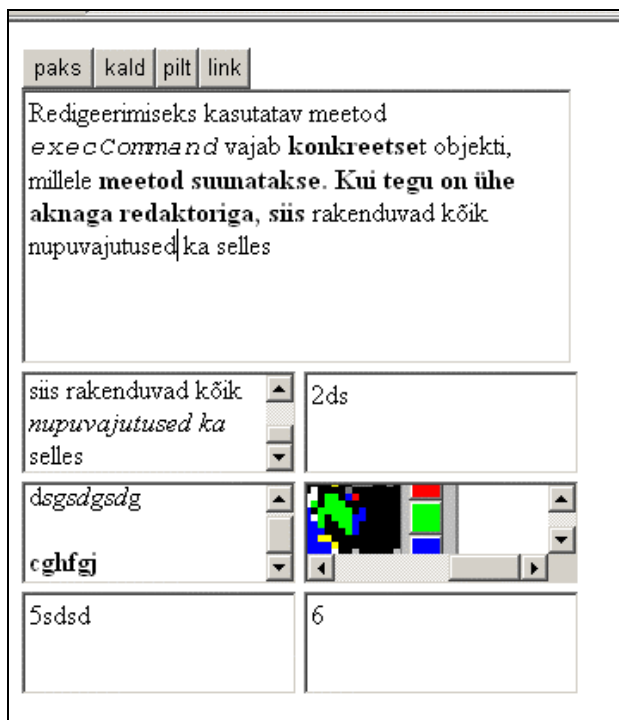 paks kald pilt link
Redigeerimiseks kasutatav meetod
execCommand vajab konkreetset objekti,
millele meetod suunatakse. Kui tegu on ühe
aknaga redaktoriga, siis rakenduvad kõik
nupuvajutused ka selles
siis rakenduvad kõik
nupuvajutused ka
selles
2ds
dsgsdgsdg
cghfgj
5sdsd
6